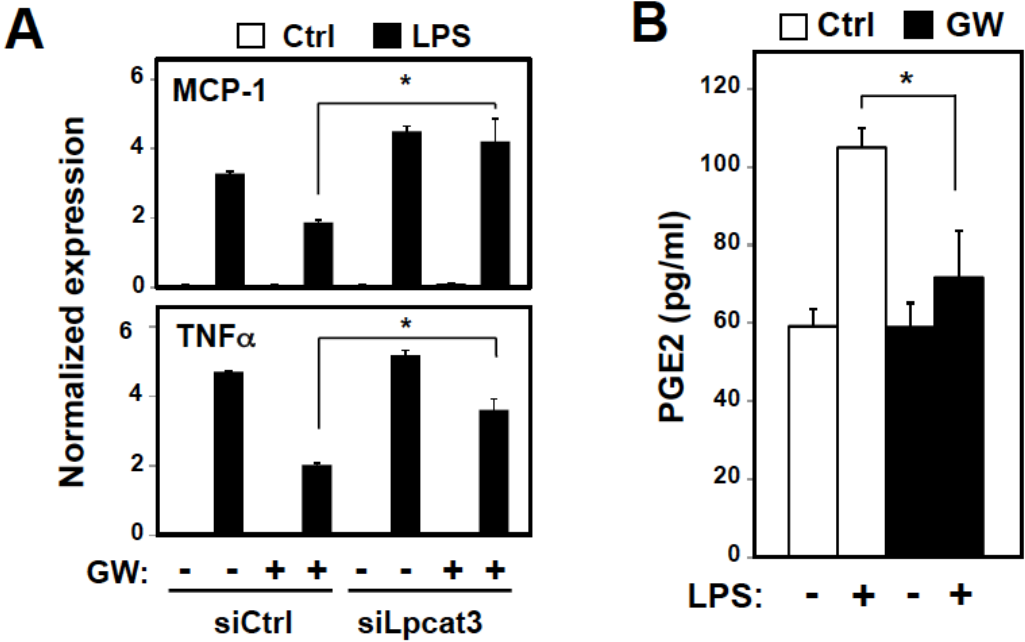 A
Ctrl LPS
MCP-1
*
6
4
2
0
TNFα
*
6
4
2
0
Normalized expression
GW: - - + + - - + +
siCtrl siLpcat3
B
Ctrl GW
*
120
100
80
60
40
20
0
PGE2 (pg/ml)
LPS: - + - +